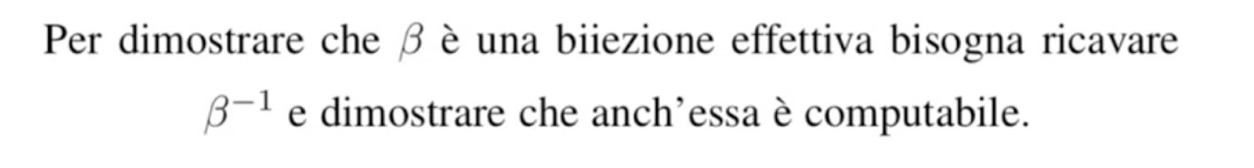 Per dimostrare che β è una biiezione effettiva bisogna ricavare
β⁻¹ e dimostrare che anch'essa è computabile.